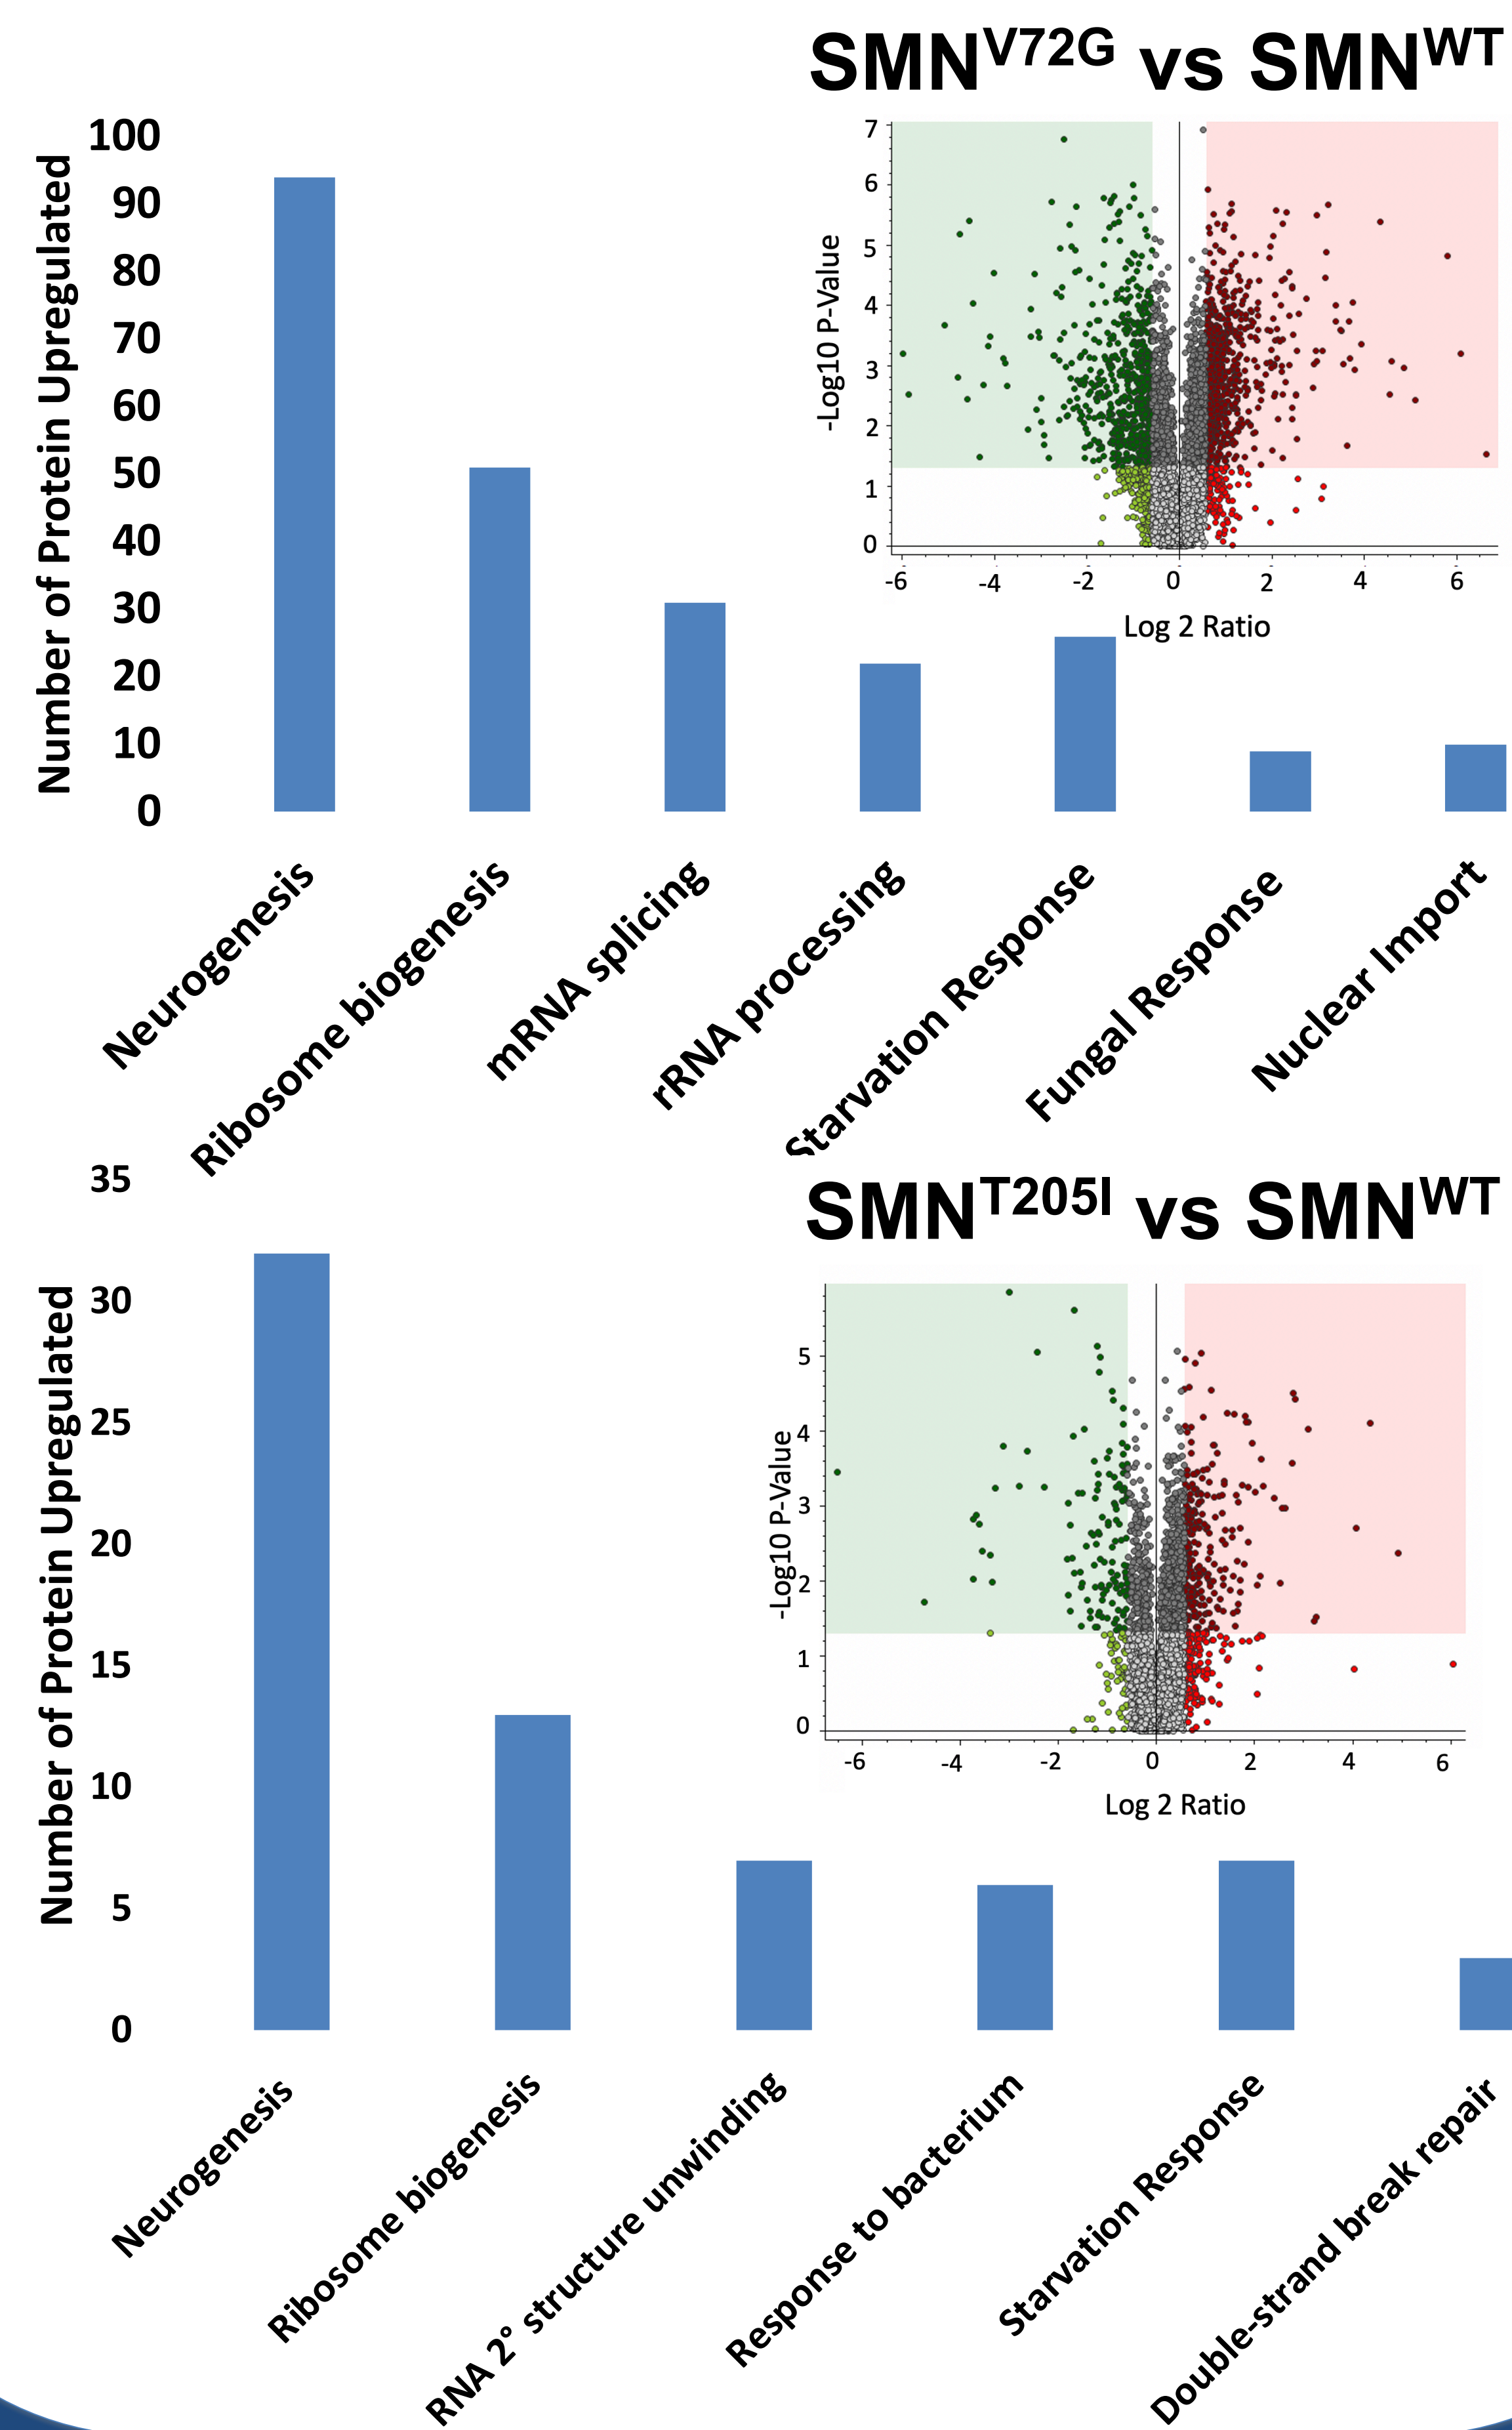 SMNV72G vs SMNWT
Number of Protein Upregulated
100
90
80
70
60
50
40
30
20
10
0
-Log10 P-Value
7
6
5
4
3
2
1
0
-6 -4 -2 0 2 4 6
Log 2 Ratio
Neurogenesis
Ribosome biogenesis
mRNA splicing
rRNA processing
Starvation Response
Fungal Response
Nuclear Import
SMNT205I vs SMNWT
Number of Protein Upregulated
35
30
25
20
15
10
5
0
-Log10 P-Value
5
4
3
2
1
0
-6 -4 -2 0 2 4 6
Log 2 Ratio
Neurogenesis
Ribosome biogenesis
RNA 2° structure unwinding
Response to bacterium
Starvation Response
Double-strand break repair